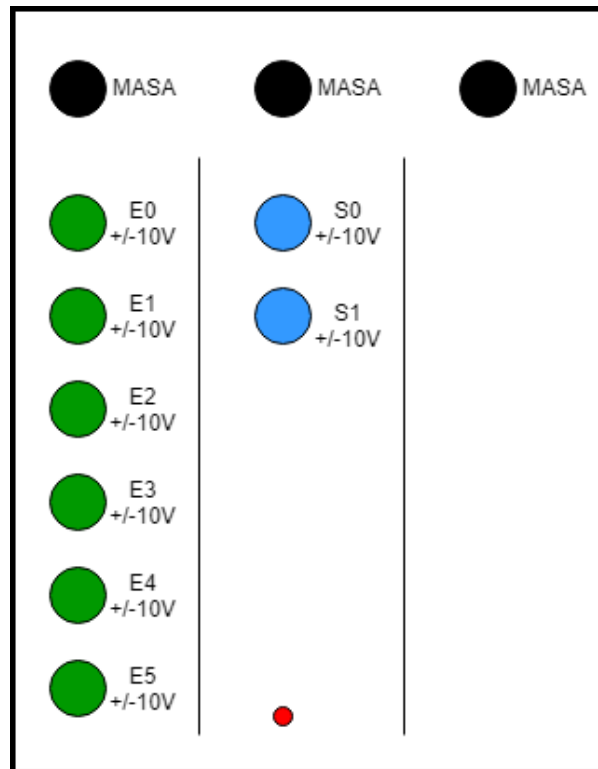 MASA
MASA
MASA
E0
+/-10V
E1
+/-10V
E2
+/-10V
E3
+/-10V
E4
+/-10V
E5
+/-10V
S0
+/-10V
S1
+/-10V